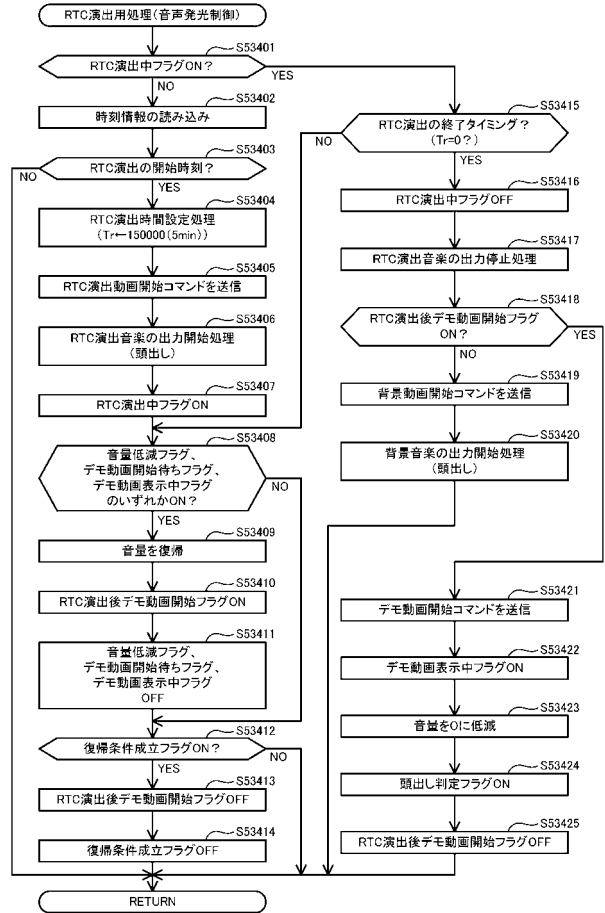 RTC演出用処理(音声発光制御)
S53401
RTC演出中フラグON?
YES
NO
S53402
時刻情報の読み込み
S53403
RTC演出の開始時刻?
NO
YES
S53404
RTC演出時間設定処理
(Tr←150000(5min))
S53405
RTC演出動画開始コマンドを送信
S53406
RTC演出音楽の出力開始処理
(頭出し)
S53407
RTC演出中フラグON
S53408
音量低減フラグ、
デモ動画開始待ちフラグ、
デモ動画表示中フラグ
のいずれかON?
NO
YES
S53409
音量を復帰
S53410
RTC演出後デモ動画開始フラグON
S53411
音量低減フラグ、
デモ動画開始待ちフラグ、
デモ動画表示中フラグ
OFF
S53412
復帰条件成立フラグON?
NO
YES
S53413
RTC演出後デモ動画開始フラグOFF
S53414
復帰条件成立フラグOFF
RETURN
S53415
RTC演出の終了タイミング?
(Tr=0?)
NO
YES
S53416
RTC演出中フラグOFF
S53417
RTC演出音楽の出力停止処理
S53418
RTC演出後デモ動画開始フラグ
ON?
YES
NO
S53419
背景動画開始コマンドを送信
S53420
背景音楽の出力開始処理
(頭出し)
S53421
デモ動画開始コマンドを送信
S53422
デモ動画表示中フラグON
S53423
音量を0に低減
S53424
頭出し判定フラグON
S53425
RTC演出後デモ動画開始フラグOFF